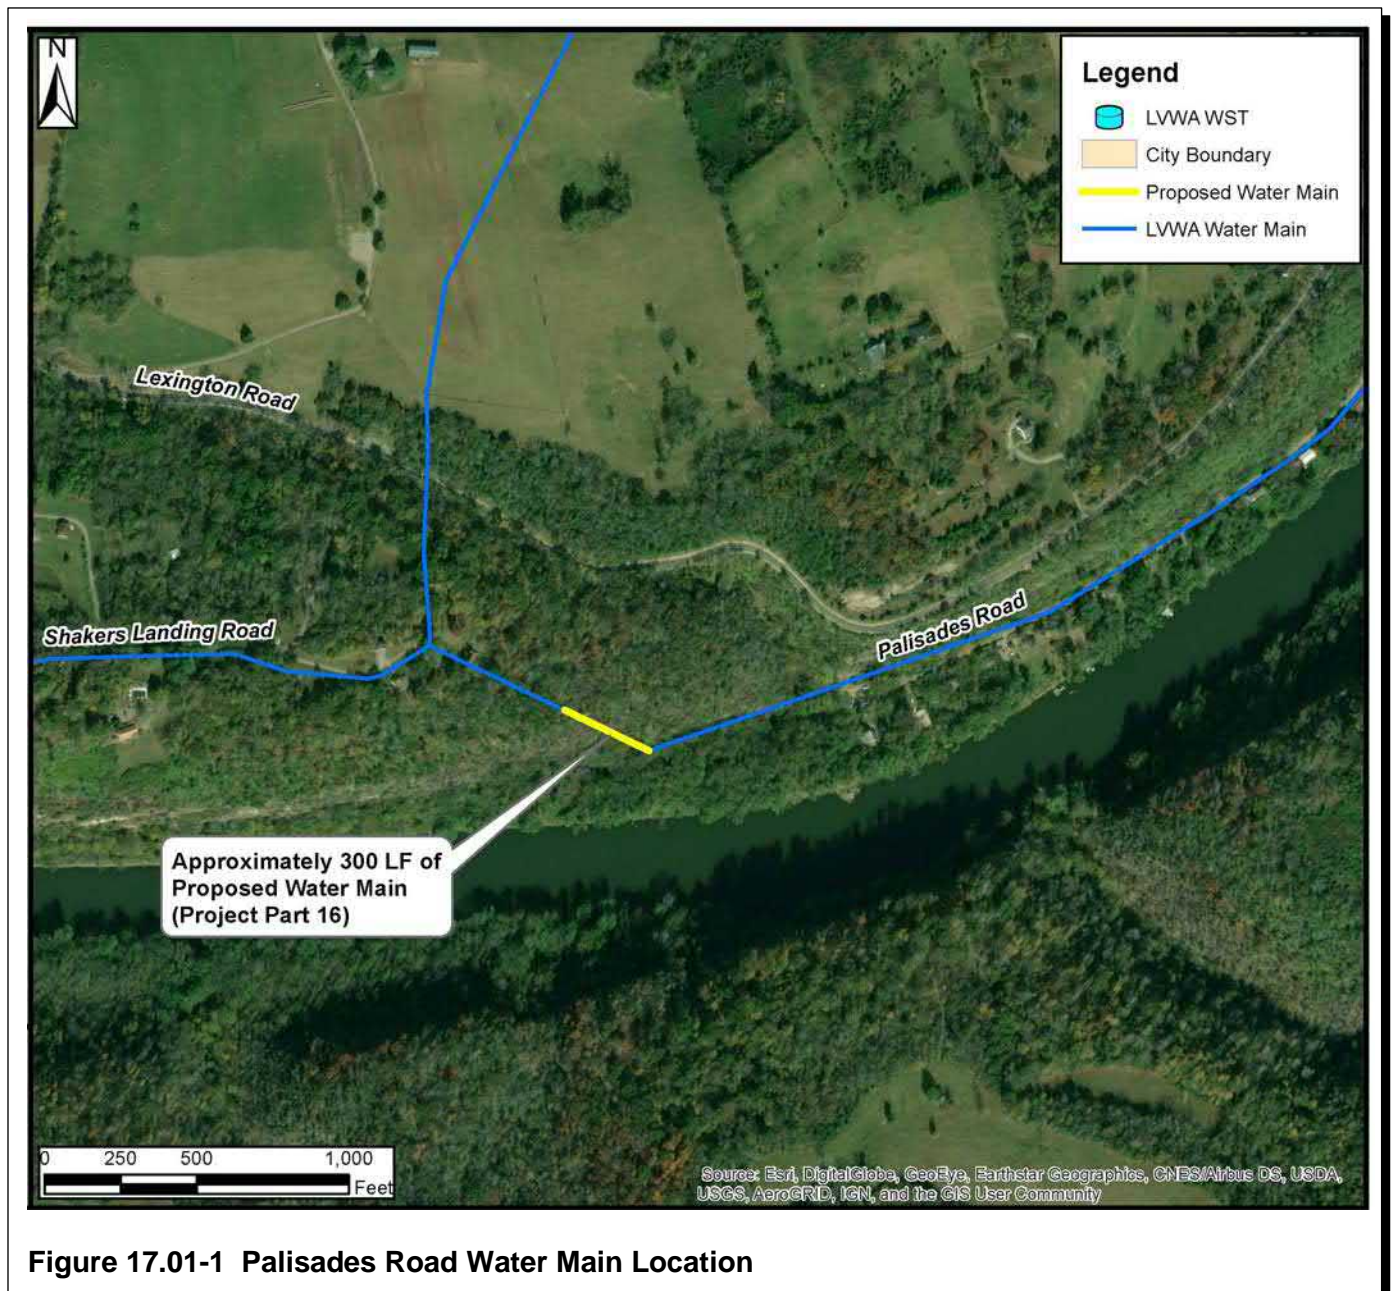 N
Legend
LVWA WST
City Boundary
Proposed Water Main
LVWA Water Main
Lexington Road
Shakers Landing Road
Palisades Road
Approximately 300 LF of
Proposed Water Main
(Project Part 16)
0 250 500 1,000
Feet
Source: Esri, DigitalGlobe, GeoEye, Earthstar Geographics, CNES/Airbus DS, USDA,
USGS, AeroGRID, IGN, and the GIS User Community
Figure 17.01-1 Palisades Road Water Main Location